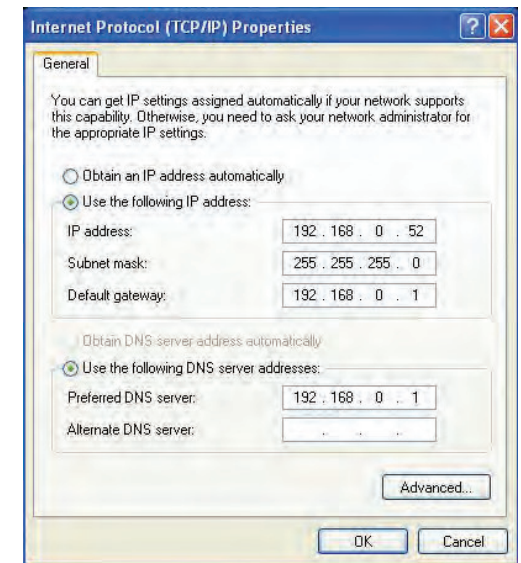 Internet Protocol (TCP/IP) Properties
General
You can get IP settings assigned automatically if your network supports
this capability. Otherwise, you need to ask your network administrator for
the appropriate IP settings.
Obtain an IP address automatically
Use the following IP address:
IP address: 192 . 168 . 0 . 52
Subnet mask: 255 . 255 . 255 . 0
Default gateway: 192 . 168 . 0 . 1
Obtain DNS server address automatically
Use the following DNS server addresses:
Preferred DNS server: 192 . 168 . 0 . 1
Alternate DNS server: . . .
Advanced...
OK Cancel